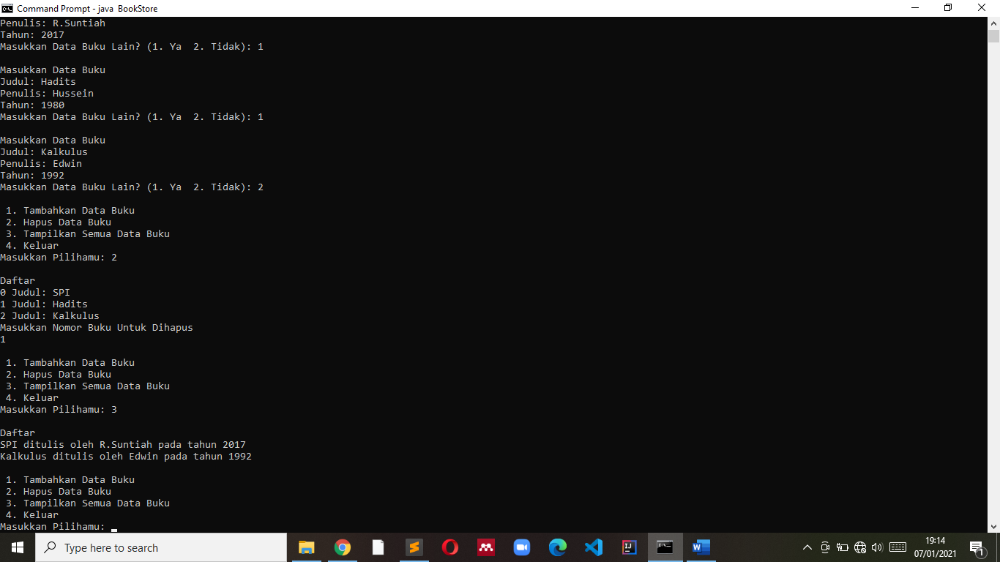 Command Prompt - java  BookStore
Penulis: R.Suntiah
Tahun: 2017
Masukkan Data Buku Lain? (1. Ya  2. Tidak): 1
Masukkan Data Buku
Judul: Hadits
Penulis: Hussein
Tahun: 1980
Masukkan Data Buku Lain? (1. Ya  2. Tidak): 1
Masukkan Data Buku
Judul: Kalkulus
Penulis: Edwin
Tahun: 1992
Masukkan Data Buku Lain? (1. Ya  2. Tidak): 2
1. Tambahkan Data Buku
2. Hapus Data Buku
3. Tampilkan Semua Data Buku
4. Keluar
Masukkan Pilihamu: 2
Daftar
0 Judul: SPI
1 Judul: Hadits
2 Judul: Kalkulus
Masukkan Nomor Buku Untuk Dihapus
1
1. Tambahkan Data Buku
2. Hapus Data Buku
3. Tampilkan Semua Data Buku
4. Keluar
Masukkan Pilihamu: 3
Daftar
SPI ditulis oleh R.Suntiah pada tahun 2017
Kalkulus ditulis oleh Edwin pada tahun 1992
1. Tambahkan Data Buku
2. Hapus Data Buku
3. Tampilkan Semua Data Buku
4. Keluar
Masukkan Pilihamu:
Type here to search
19:14
07/01/2021
1